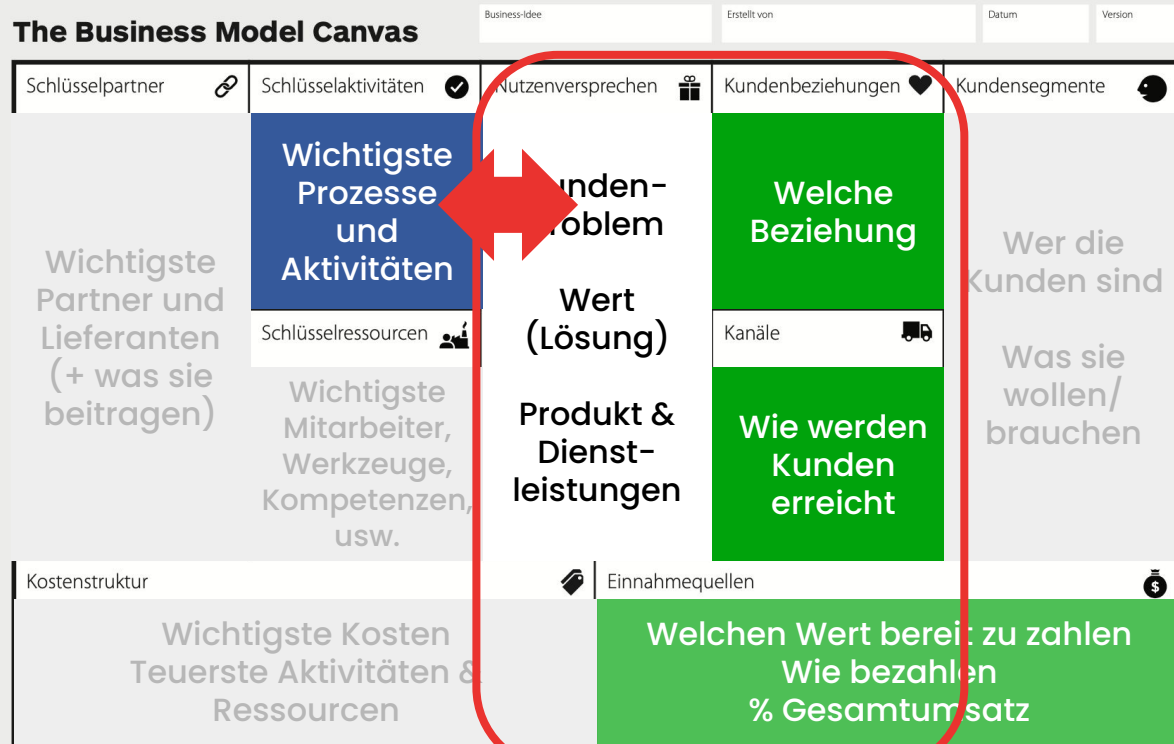 The Business Model Canvas
Business-Idee
Erstellt von
Datum
Version
Schlüsselpartner
Wichtigste
Partner und
Lieferanten
(+ was sie
beitragen)
Schlüsselaktivitäten
Wichtigste
Prozesse
und
Aktivitäten
Schlüsselressourcen
Wichtigste
Mitarbeiter,
Werkzeuge,
Kompetenzen,
usw.
Nutzenversprechen
unden-
oblem
Wert
(Lösung)
Produkt &
Dienst-
leistungen
Kundenbeziehungen
Welche
Beziehung
Kanäle
Wie werden
Kunden
erreicht
Kundensegmente
Wer die
Kunden sind
Was sie
wollen/
brauchen
Kostenstruktur
Wichtigste Kosten
Teuerste Aktivitäten &
Ressourcen
Einnahmequellen
$
Welchen Wert bereit zu zahlen
Wie bezahlen
% Gesamtumsatz